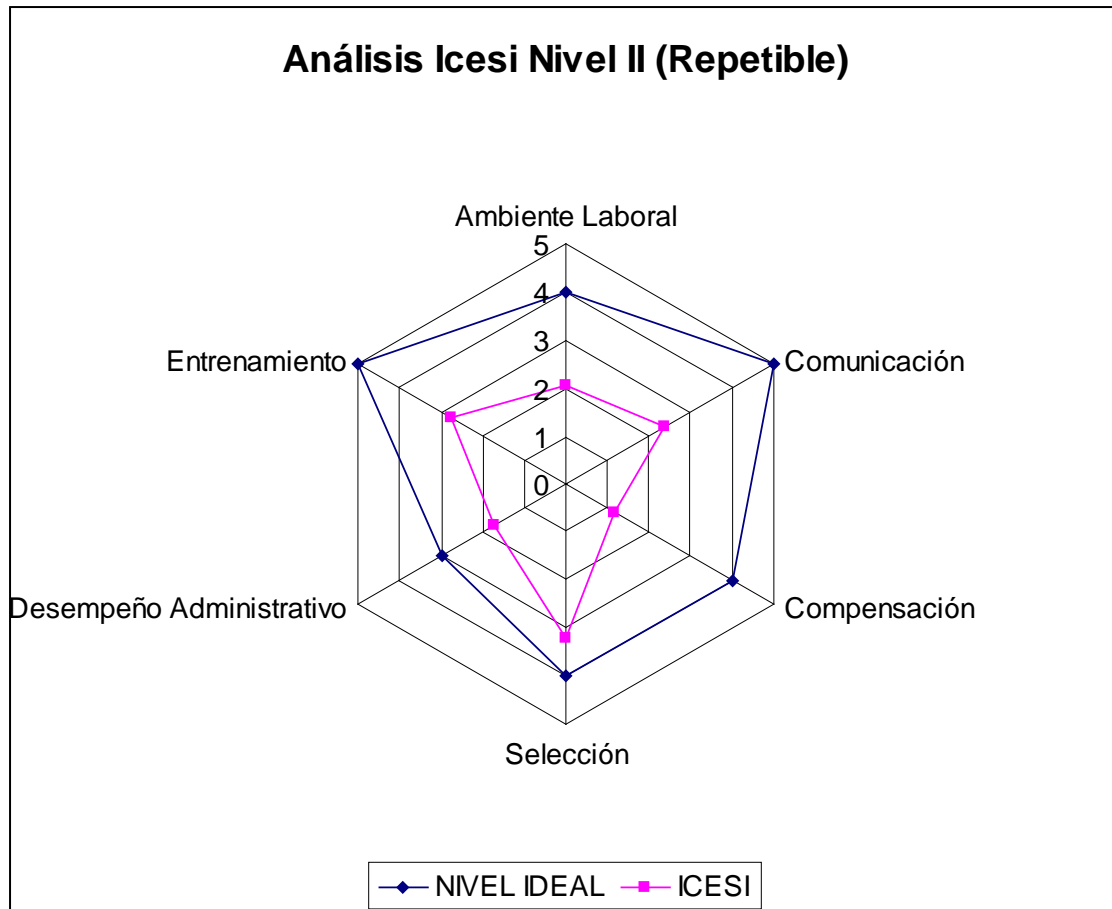 Análisis Icesi Nivel II (Repetible)
Ambiente Laboral
5
4
3
2
1
0
Entrenamiento
Comunicación
Desempeño Administrativo
Compensación
Selección
NIVEL IDEAL
ICESI